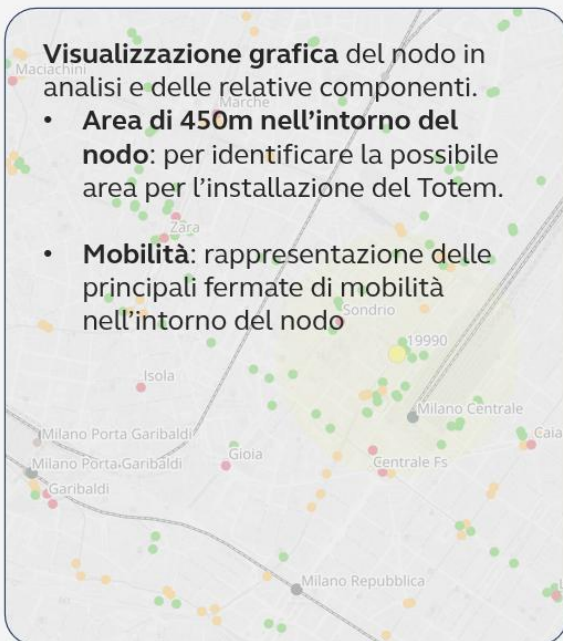 Visualizzazione grafica del nodo in
analisi e delle relative componenti.
• Area di 450m nell'intorno del
nodo: per identificare la possibile
area per l'installazione del Totem.
• Mobilità: rappresentazione delle
principali fermate di mobilità
nell'intorno del nodo
Maciachini
Marche
Zara
Sondrio
19990
Isola
Milano Centrale
Milano Porta Garibaldi
Caia
Gioia
Centrale Fs
Milano Porta Garibaldi
Garibaldi
Milano Repubblica
L